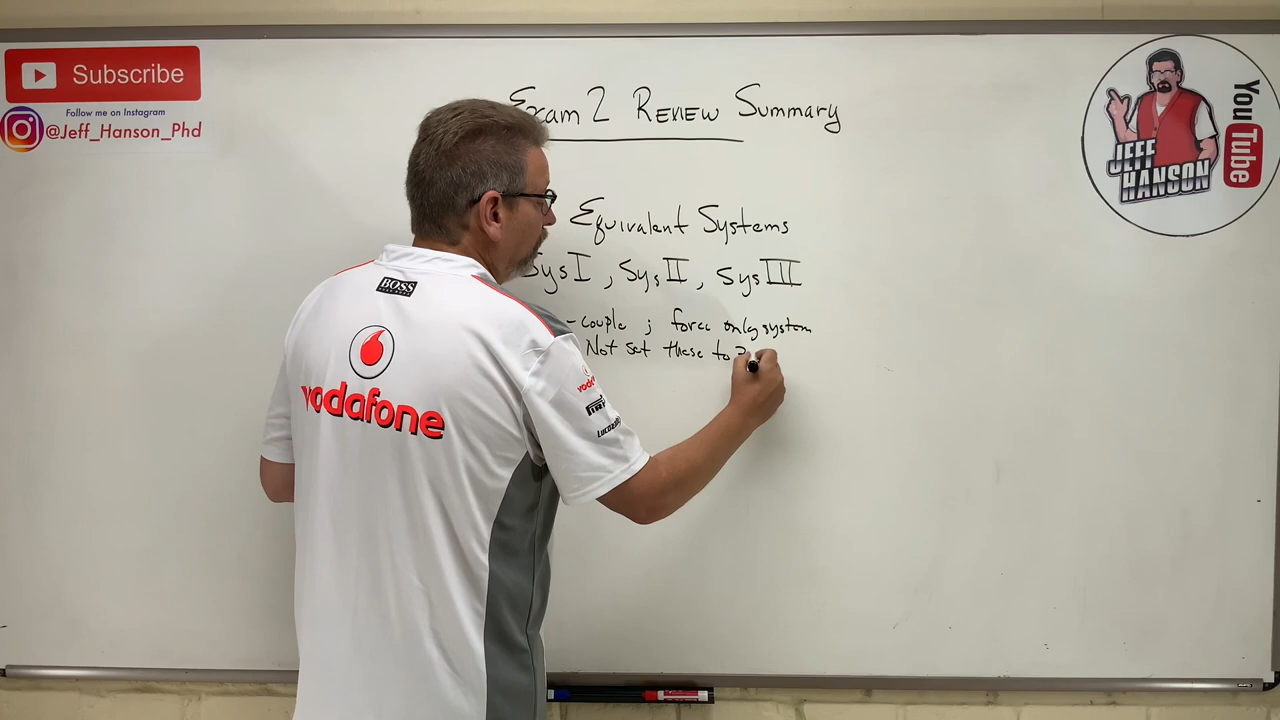 Subscribe
Follow me on Instagram
@Jeff_Hanson_Phd
Exam 2 Review Summary
Equivalent Systems
Sys I, Sys II, Sys III
-couple ; force only system
Not set these to
JEFF
HANSON
YouTube
BOSS
vodafone